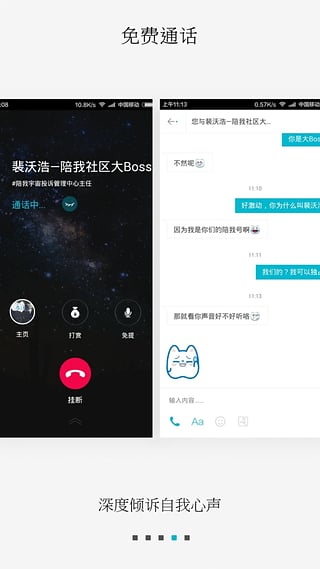 免费通话
:08
10.8K/s
中国移动
裴沃浩—陪我社区大Boss
#陪我宇宙投诉管理中心主任
通话中...
主页
打赏
免提
挂断
上午11:13
0.57K/s
中国移动
您与裴沃浩—陪我社区大...
你是大Bos
不然呢
11:10
好激动，你为什么叫裴沃
因为我是你们的陪我号啊
11:11
我们的？我可以独占
11:13
那就看你声音好不好听咯
输入内容......
Aa
深度倾诉自我心声